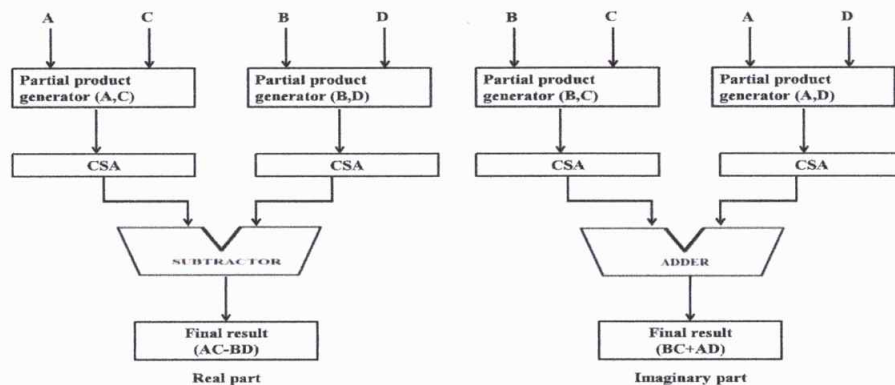 A C B D
Partial product
generator (A,C)
Partial product
generator (B,D)
CSA
CSA
SUBTRACTOR
Final result
(AC-BD)
Real part
B C A D
Partial product
generator (B,C)
Partial product
generator (A,D)
CSA
CSA
ADDER
Final result
(BC+AD)
Imaginary part